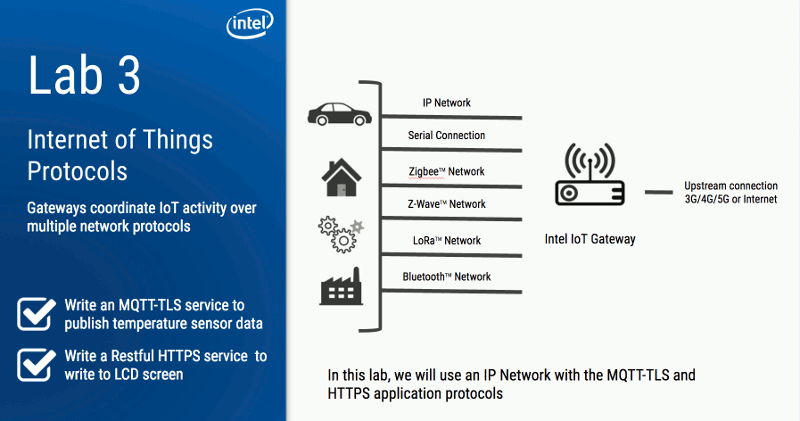 intel
Lab 3
Internet of Things
Protocols
Gateways coordinate IoT activity over
multiple network protocols
Write an MQTT-TLS service to
publish temperature sensor data
Write a Restful HTTPS service to
write to LCD screen
IP Network
Serial Connection
Zigbee™ Network
Z-Wave™ Network
LoRa™ Network
Bluetooth™ Network
Intel IoT Gateway
Upstream connection
3G/4G/5G or Internet
In this lab, we will use an IP Network with the MQTT-TLS and
HTTPS application protocols